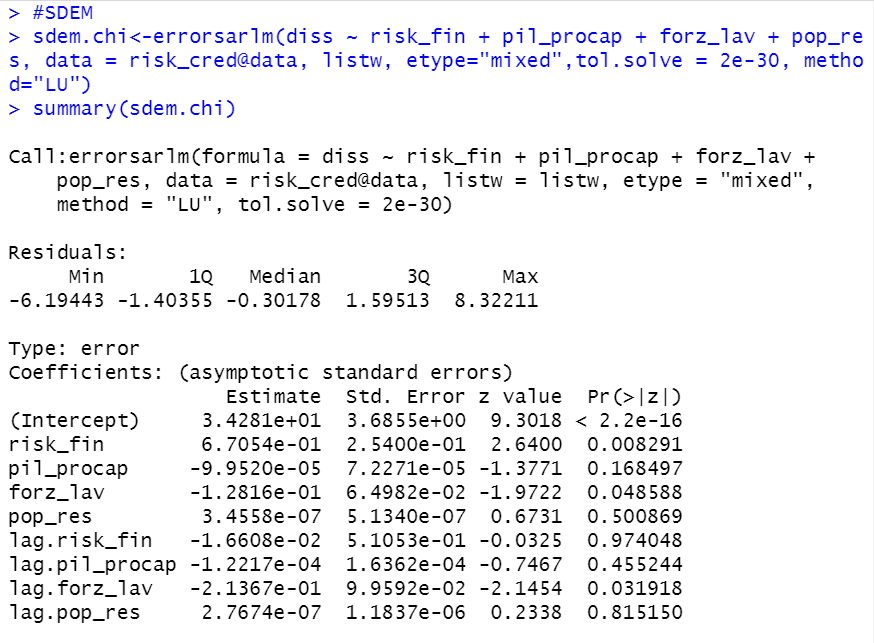 > #SDEM
> sdem.chi<-errorsarlm(diss ~ risk_fin + pil_procap + forz_lav + pop_re
s, data = risk_cred@data, listw, etype="mixed",tol.solve = 2e-30, metho
d="LU")
> summary(sdem.chi)

Call:errorsarlm(formula = diss ~ risk_fin + pil_procap + forz_lav +
    pop_res, data = risk_cred@data, listw = listw, etype = "mixed",
    method = "LU", tol.solve = 2e-30)

Residuals:
     Min       1Q   Median       3Q      Max
-6.19443 -1.40355 -0.30178  1.59513  8.32211

Type: error
Coefficients: (asymptotic standard errors)
                  Estimate  Std. Error z value  Pr(>|z|)
(Intercept)     3.4281e+01  3.6855e+00  9.3018 < 2.2e-16
risk_fin        6.7054e-01  2.5400e-01  2.6400  0.008291
pil_procap     -9.9520e-05  7.2271e-05 -1.3771  0.168497
forz_lav       -1.2816e-01  6.4982e-02 -1.9722  0.048588
pop_res         3.4558e-07  5.1340e-07  0.6731  0.500869
lag.risk_fin   -1.6608e-02  5.1053e-01 -0.0325  0.974048
lag.pil_procap -1.2217e-04  1.6362e-04 -0.7467  0.455244
lag.forz_lav   -2.1367e-01  9.9592e-02 -2.1454  0.031918
lag.pop_res     2.7674e-07  1.1837e-06  0.2338  0.815150